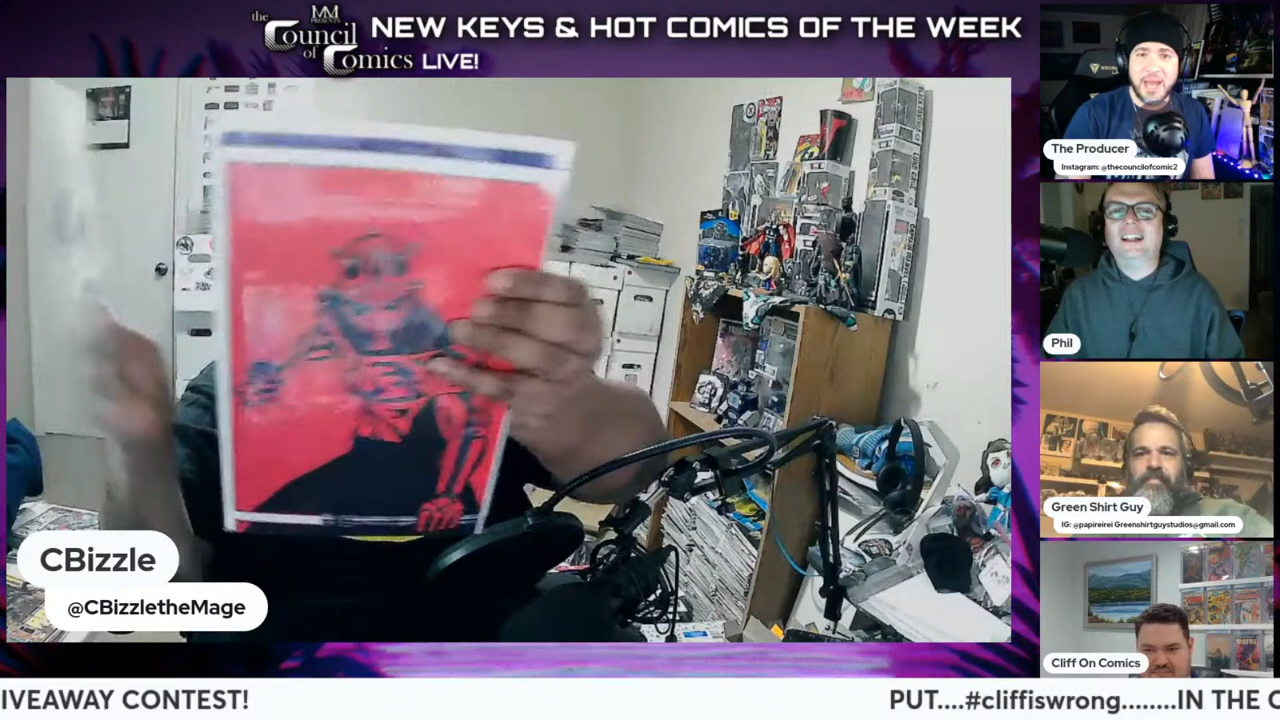 MM
PRESENTS
the Council of Comics LIVE!
NEW KEYS & HOT COMICS OF THE WEEK
The Producer
Instagram: @thecouncilofcomic2
Phil
Green Shirt Guy
IG: @papireirei Greenshirtguystudios@gmail.com
Cliff On Comics
CBizzle
@CBizzletheMage
IVEAWAY CONTEST!
PUT....#cliffiswrong........IN THE C